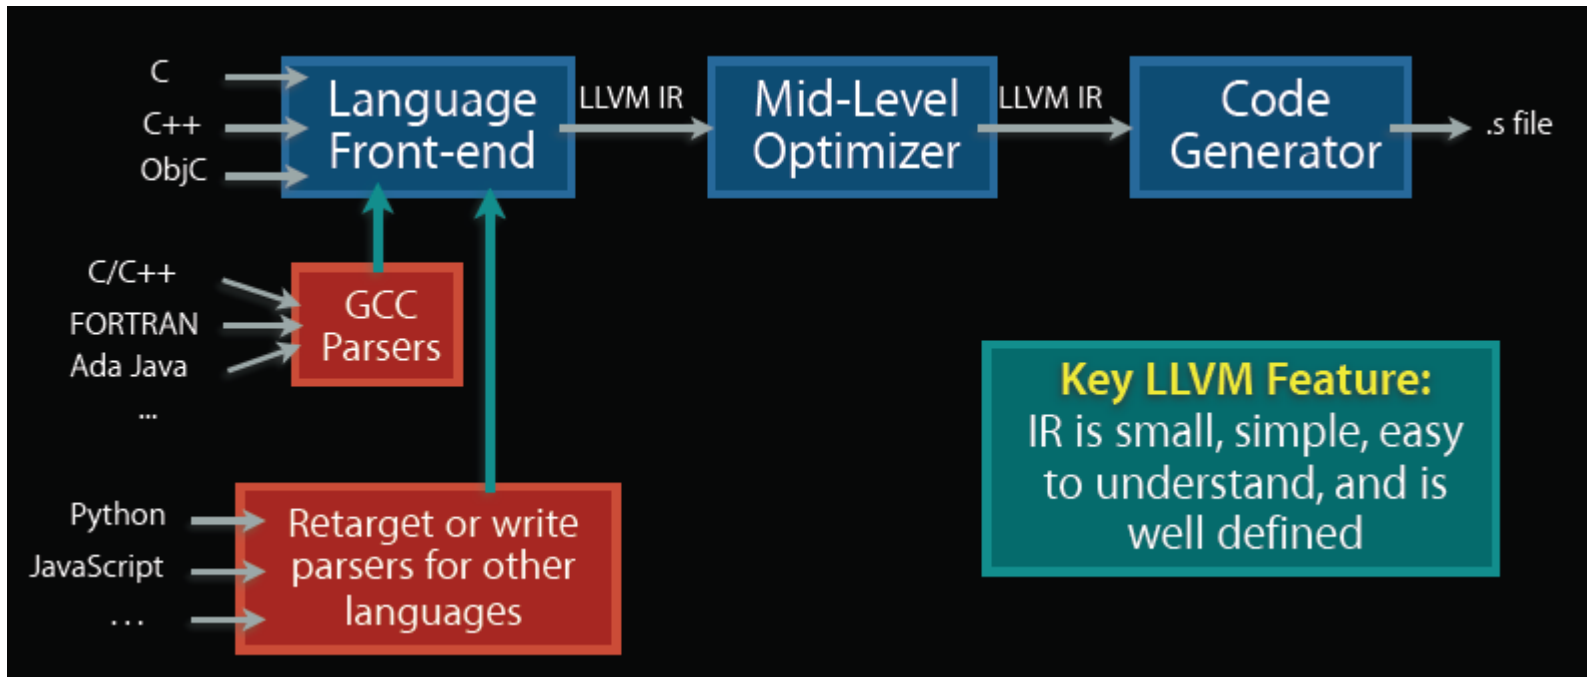 C
C++
ObjC
Language
Front-end
LLVM IR
Mid-Level
Optimizer
LLVM IR
Code
Generator
.s file
C/C++
FORTRAN
Ada Java
...
GCC
Parsers
Python
JavaScript
...
Retarget or write
parsers for other
languages
Key LLVM Feature:
IR is small, simple, easy
to understand, and is
well defined